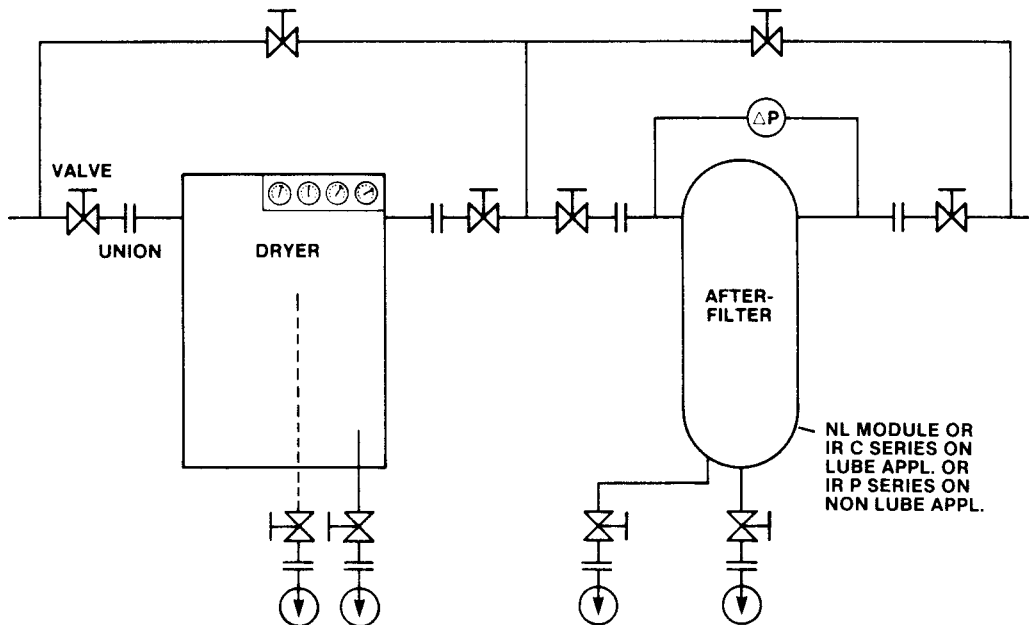 △P
VALVE
UNION
DRYER
AFTER-
FILTER
NL MODULE OR
IR C SERIES ON
LUBE APPL. OR
IR P SERIES ON
NON LUBE APPL.